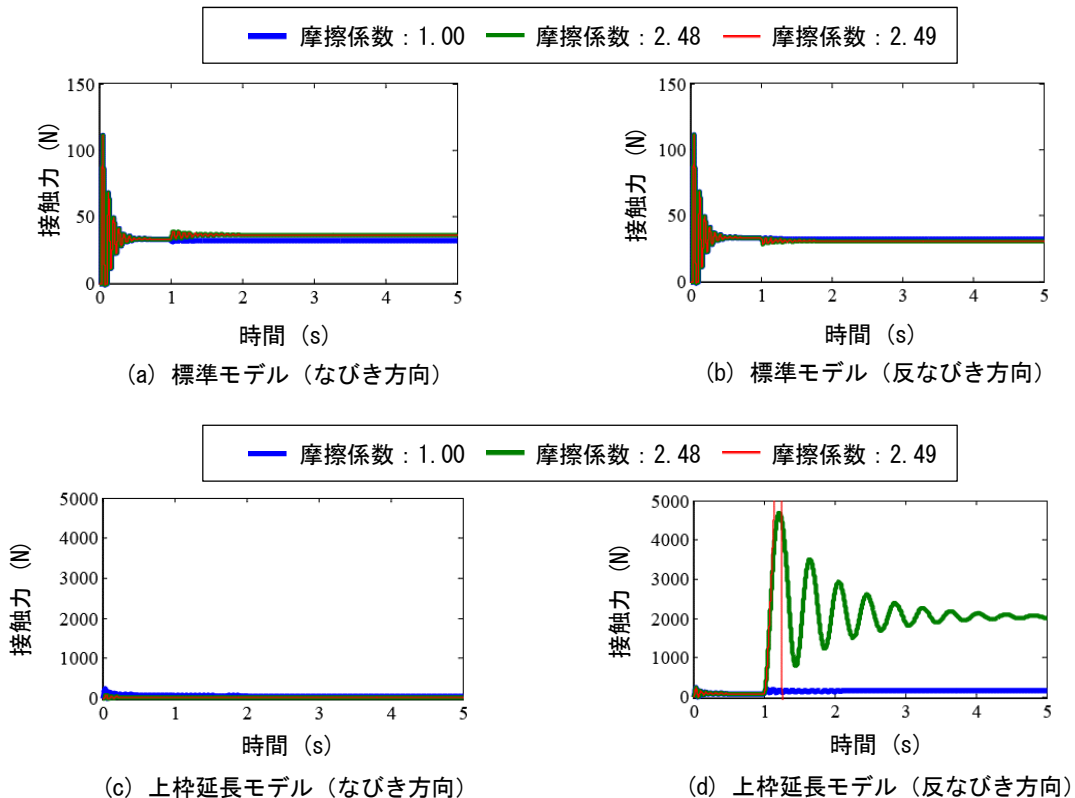 摩擦係数：1.00 摩擦係数：2.48 摩擦係数：2.49
150
100
50
0
0 1 2 3 4 5
接触力 (N)
時間 (s)
(a) 標準モデル（なびき方向）
150
100
50
0
0 1 2 3 4 5
接触力 (N)
時間 (s)
(b) 標準モデル（反なびき方向）
摩擦係数：1.00 摩擦係数：2.48 摩擦係数：2.49
5000
4000
3000
2000
1000
0
0 1 2 3 4 5
接触力 (N)
時間 (s)
(c) 上枠延長モデル（なびき方向）
5000
4000
3000
2000
1000
0
0 1 2 3 4 5
接触力 (N)
時間 (s)
(d) 上枠延長モデル（反なびき方向）